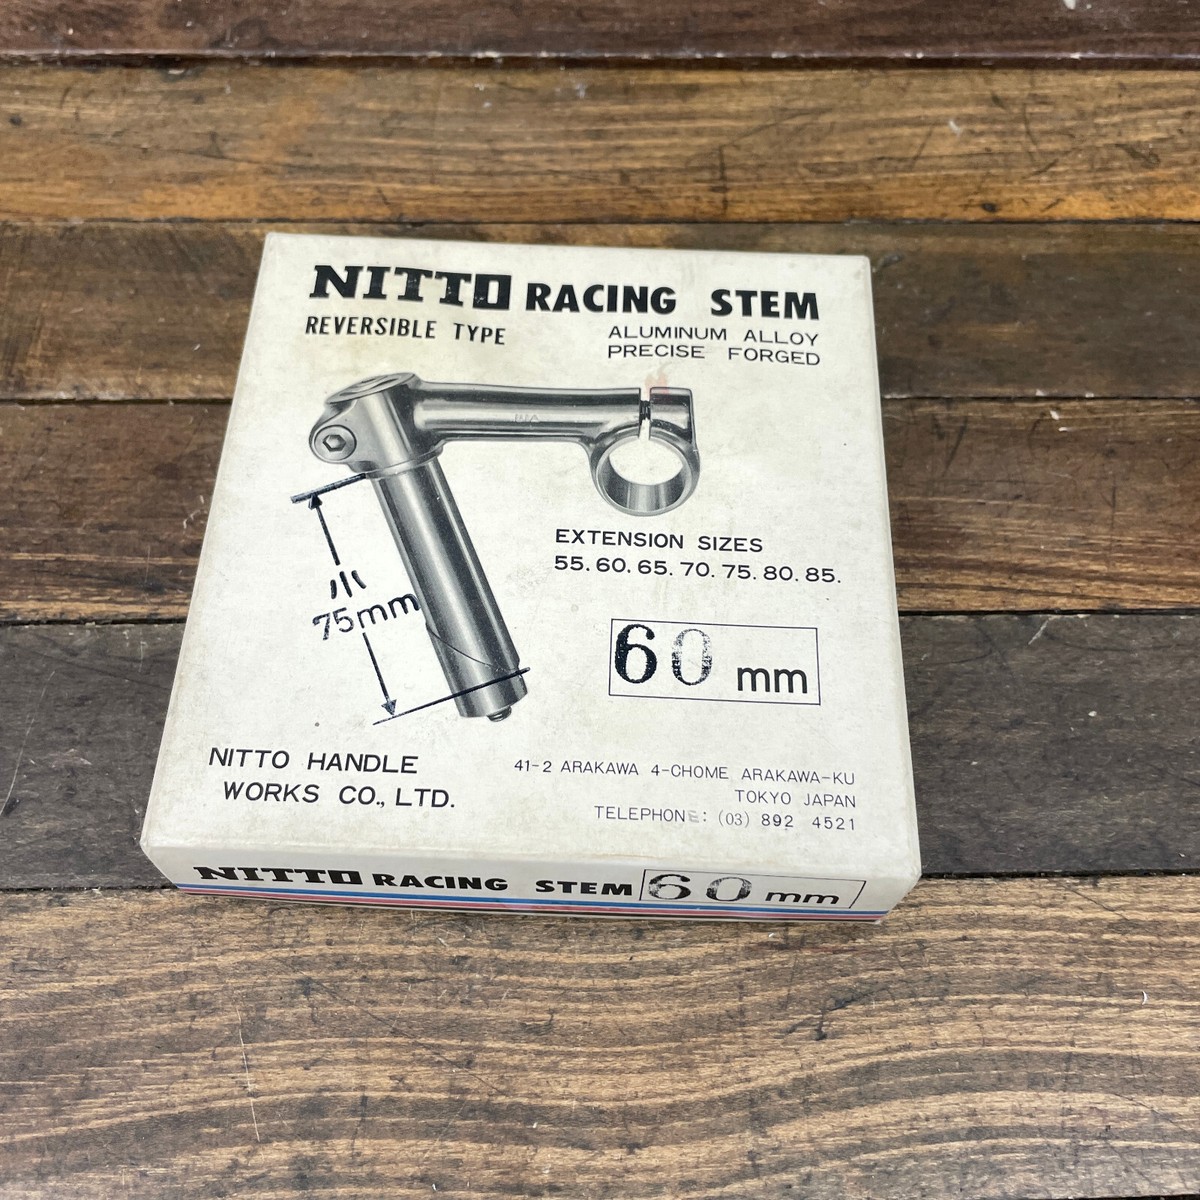 NITTO RACING STEM
REVERSIBLE TYPE
ALUMINUM ALLOY
PRECISE FORGED
小
75mm
EXTENSION SIZES
55. 60. 65. 70. 75. 80. 85.
60 mm
NITTO HANDLE
WORKS CO., LTD.
41-2 ARAKAWA 4-CHOME ARAKAWA-KU
TOKYO JAPAN
TELEPHONE: (03) 892 4521
NITTO RACING STEM 60 mm